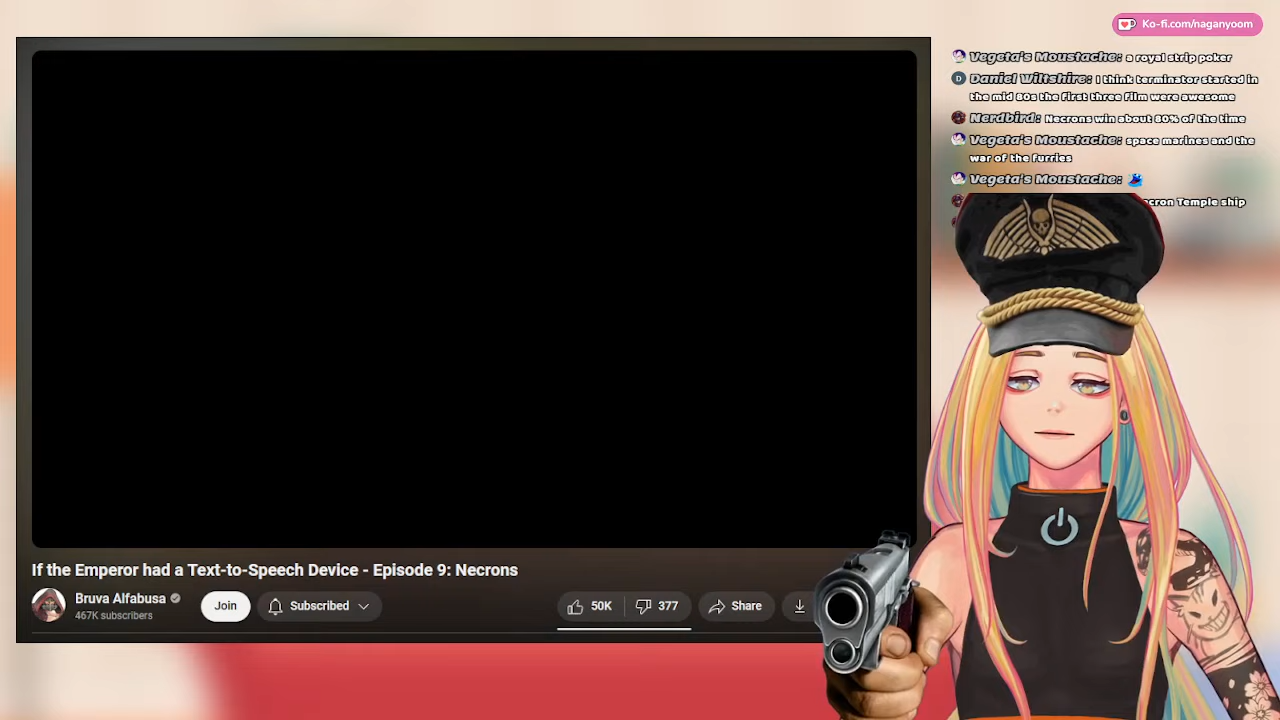 Ko-fi.com/naganyoom
Vegeta's Moustache: a royal strip poker
D Daniel Wiltshire: I think terminator started in
the mid 80s the first three film were awesome
Nerdbird: Necrons win about 80% of the time
Vegeta's Moustache: space marines and the
war of the furries
Vegeta's Moustache:
Temple ship
If the Emperor had a Text-to-Speech Device - Episode 9: Necrons
Bruva Alfabusa
467K subscribers
Join
Subscribed
50K
377
Share